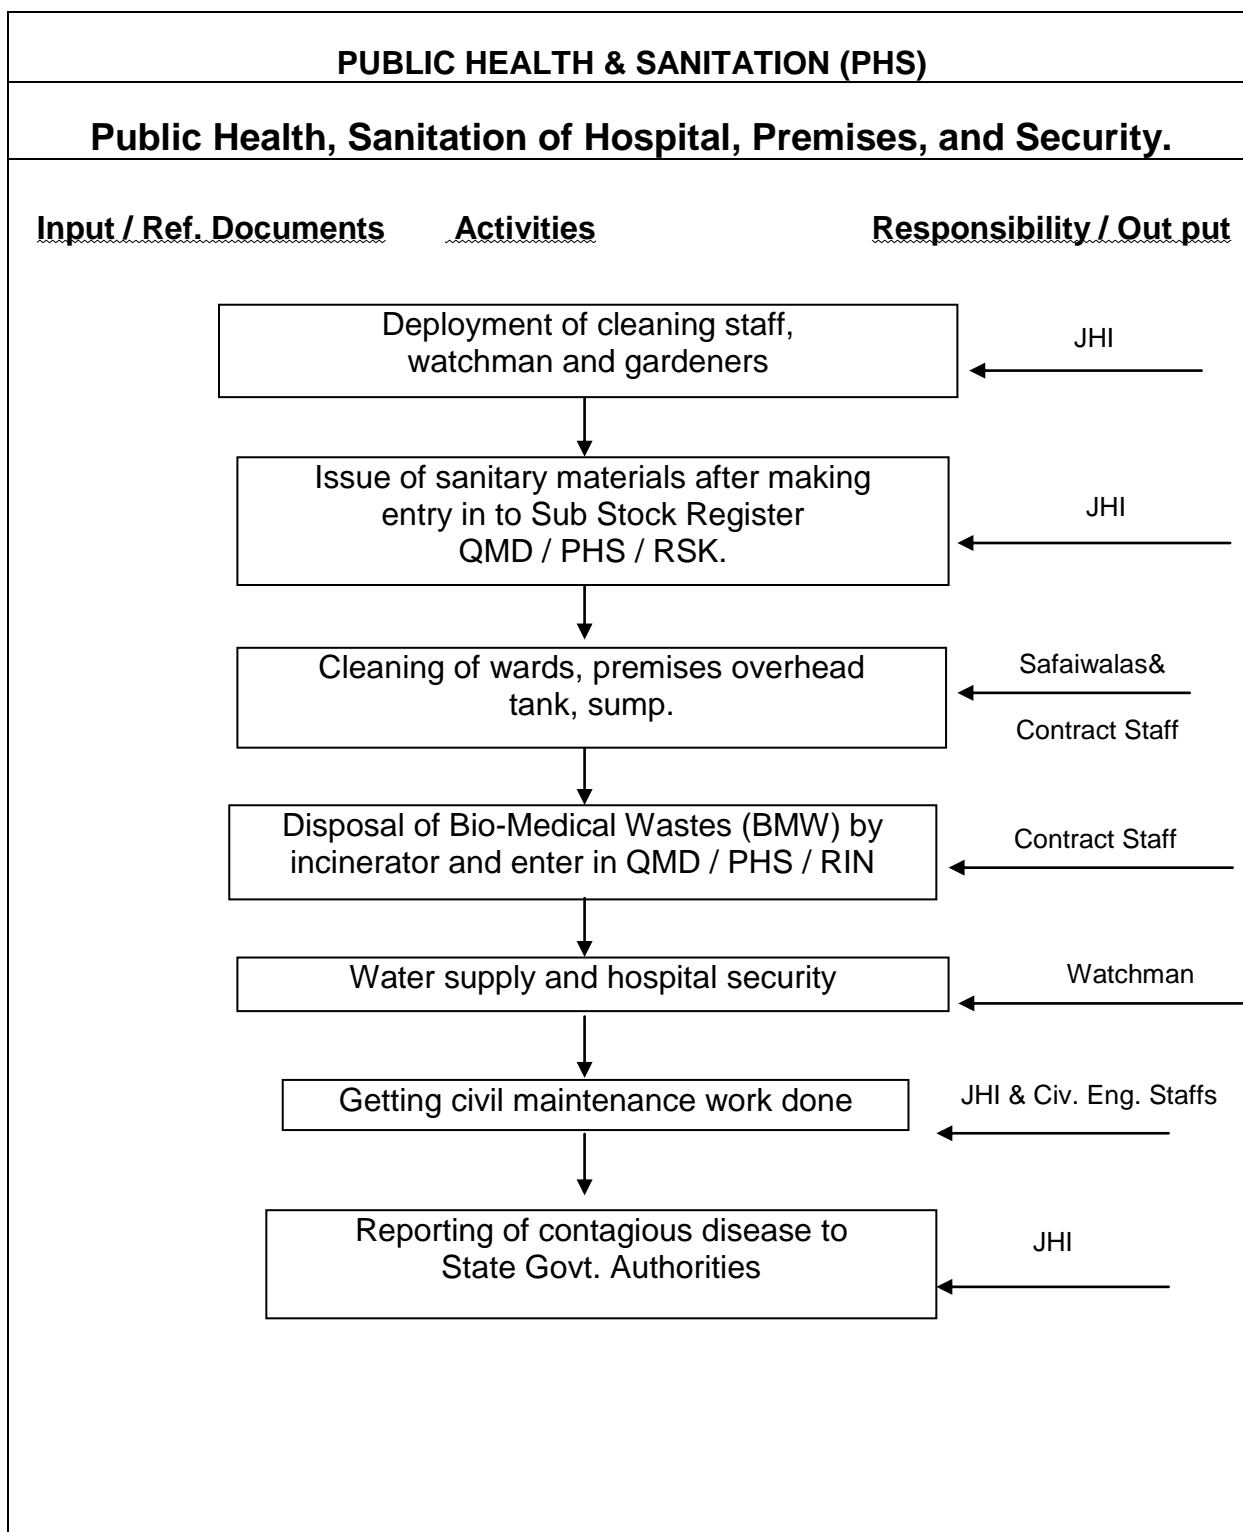 PUBLIC HEALTH & SANITATION (PHS)
Public Health, Sanitation of Hospital, Premises, and Security.
Input / Ref. Documents Activities Responsibility / Out put
Deployment of cleaning staff,
watchman and gardeners
JHI
Issue of sanitary materials after making
entry in to Sub Stock Register
QMD / PHS / RSK.
JHI
Cleaning of wards, premises overhead
tank, sump.
Safaiwalas&
Contract Staff
Disposal of Bio-Medical Wastes (BMW) by
incinerator and enter in QMD / PHS / RIN
Contract Staff
Water supply and hospital security
Watchman
Getting civil maintenance work done
JHI & Civ. Eng. Staffs
Reporting of contagious disease to
State Govt. Authorities
JHI